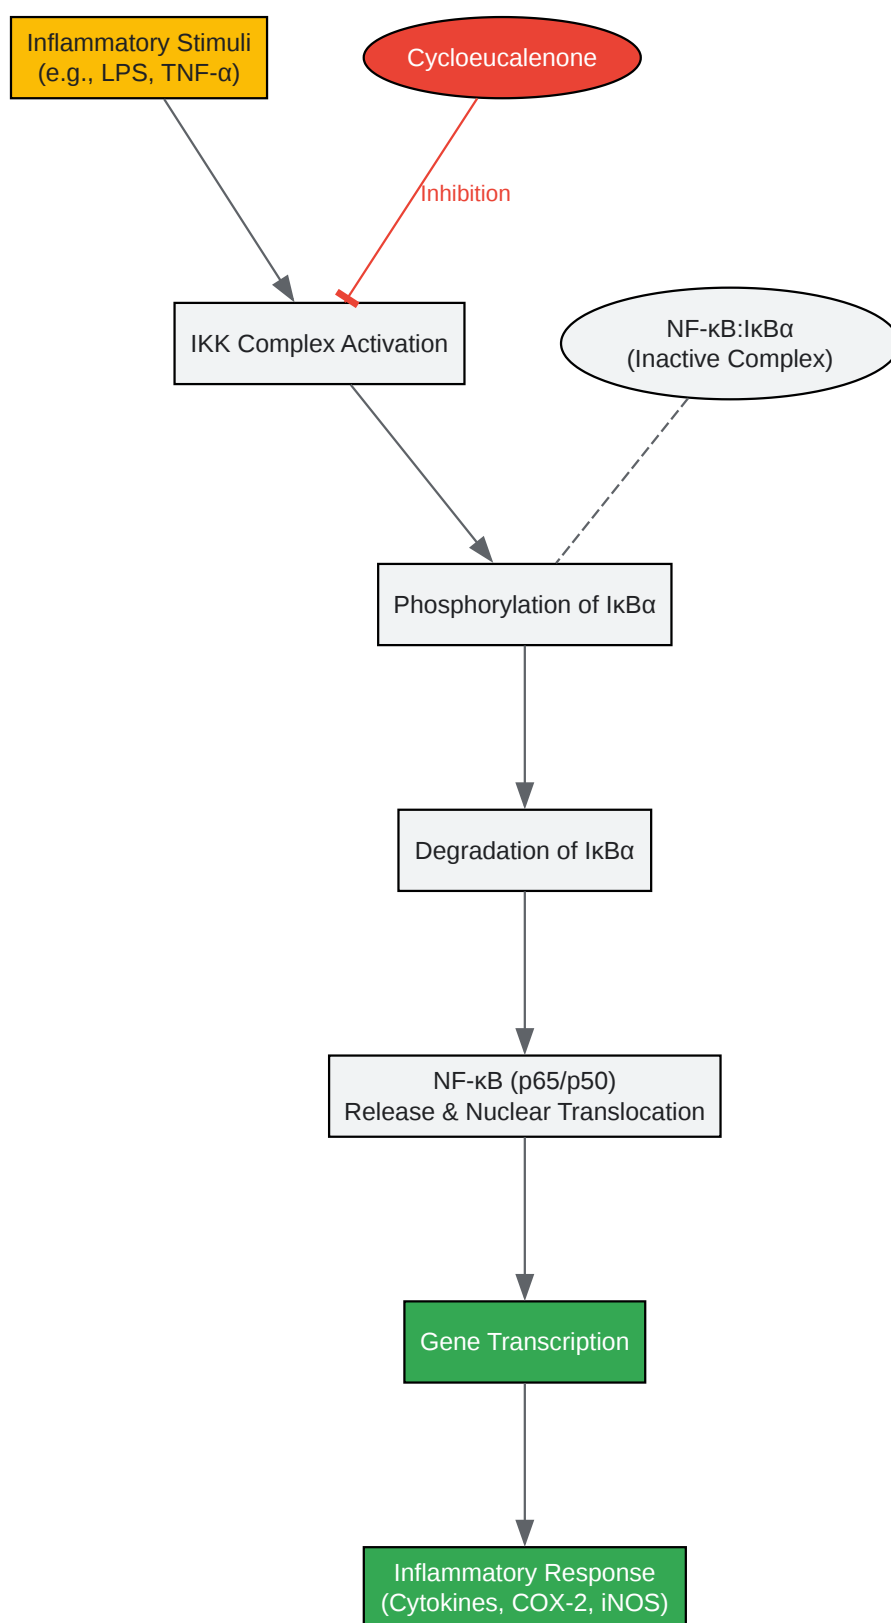 Inflammatory Stimuli
(e.g., LPS, TNF-α)
Cycloeucalenone
Inhibition
IKK Complex Activation
NF-κB:IκBα
(Inactive Complex)
Phosphorylation of IκBα
Degradation of IκBα
NF-κB (p65/p50)
Release & Nuclear Translocation
Gene Transcription
Inflammatory Response
(Cytokines, COX-2, iNOS)